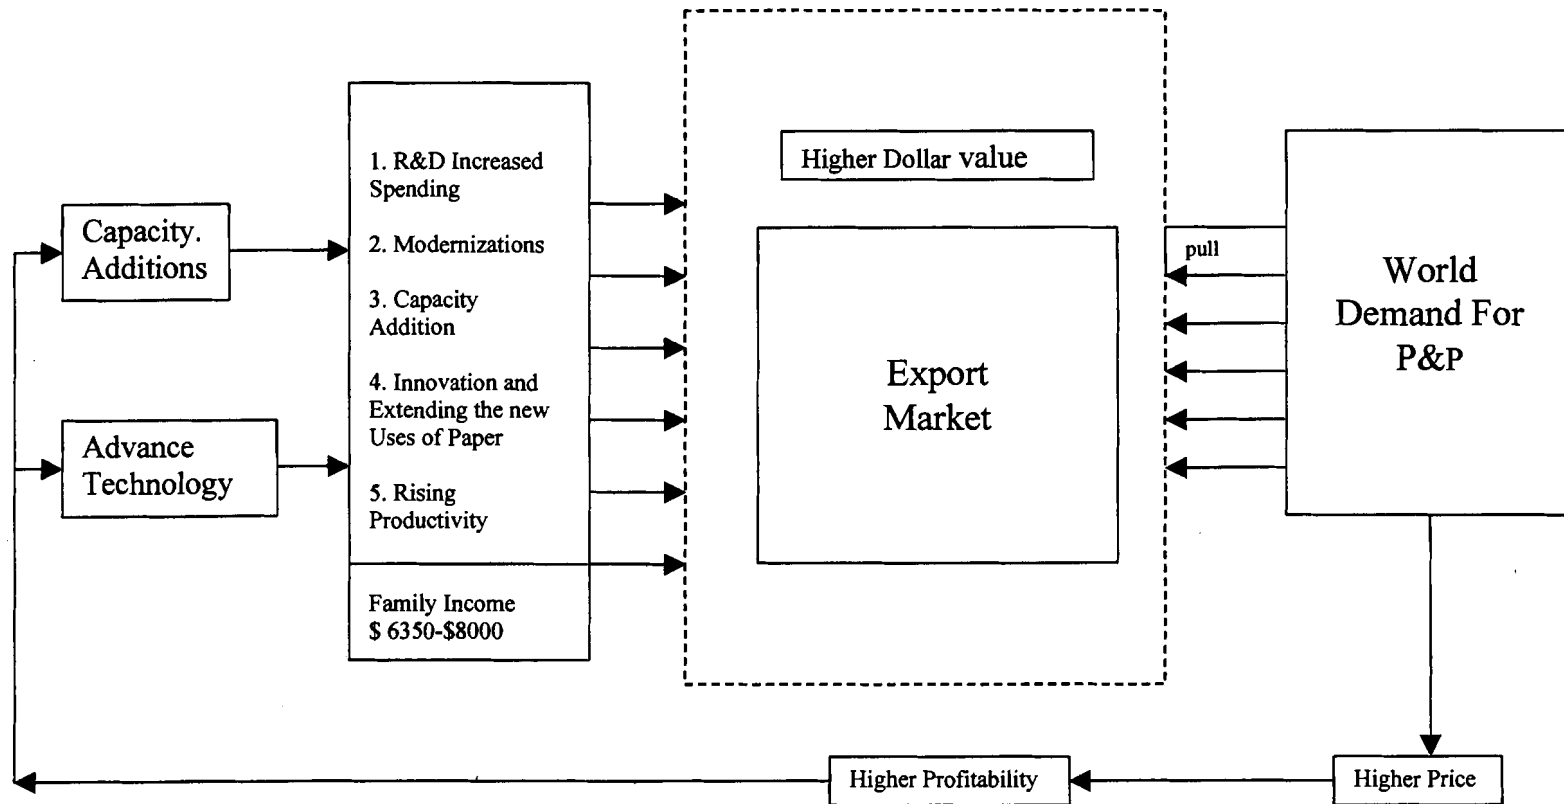 Capacity.
Additions
Advance
Technology
1. R&D Increased
Spending
2. Modernizations
3. Capacity
Addition
4. Innovation and
Extending the new
Uses of Paper
5. Rising
Productivity
Family Income
$ 6350-$8000
Higher Dollar value
Export
Market
pull
World
Demand For
P&P
Higher Profitability
Higher Price